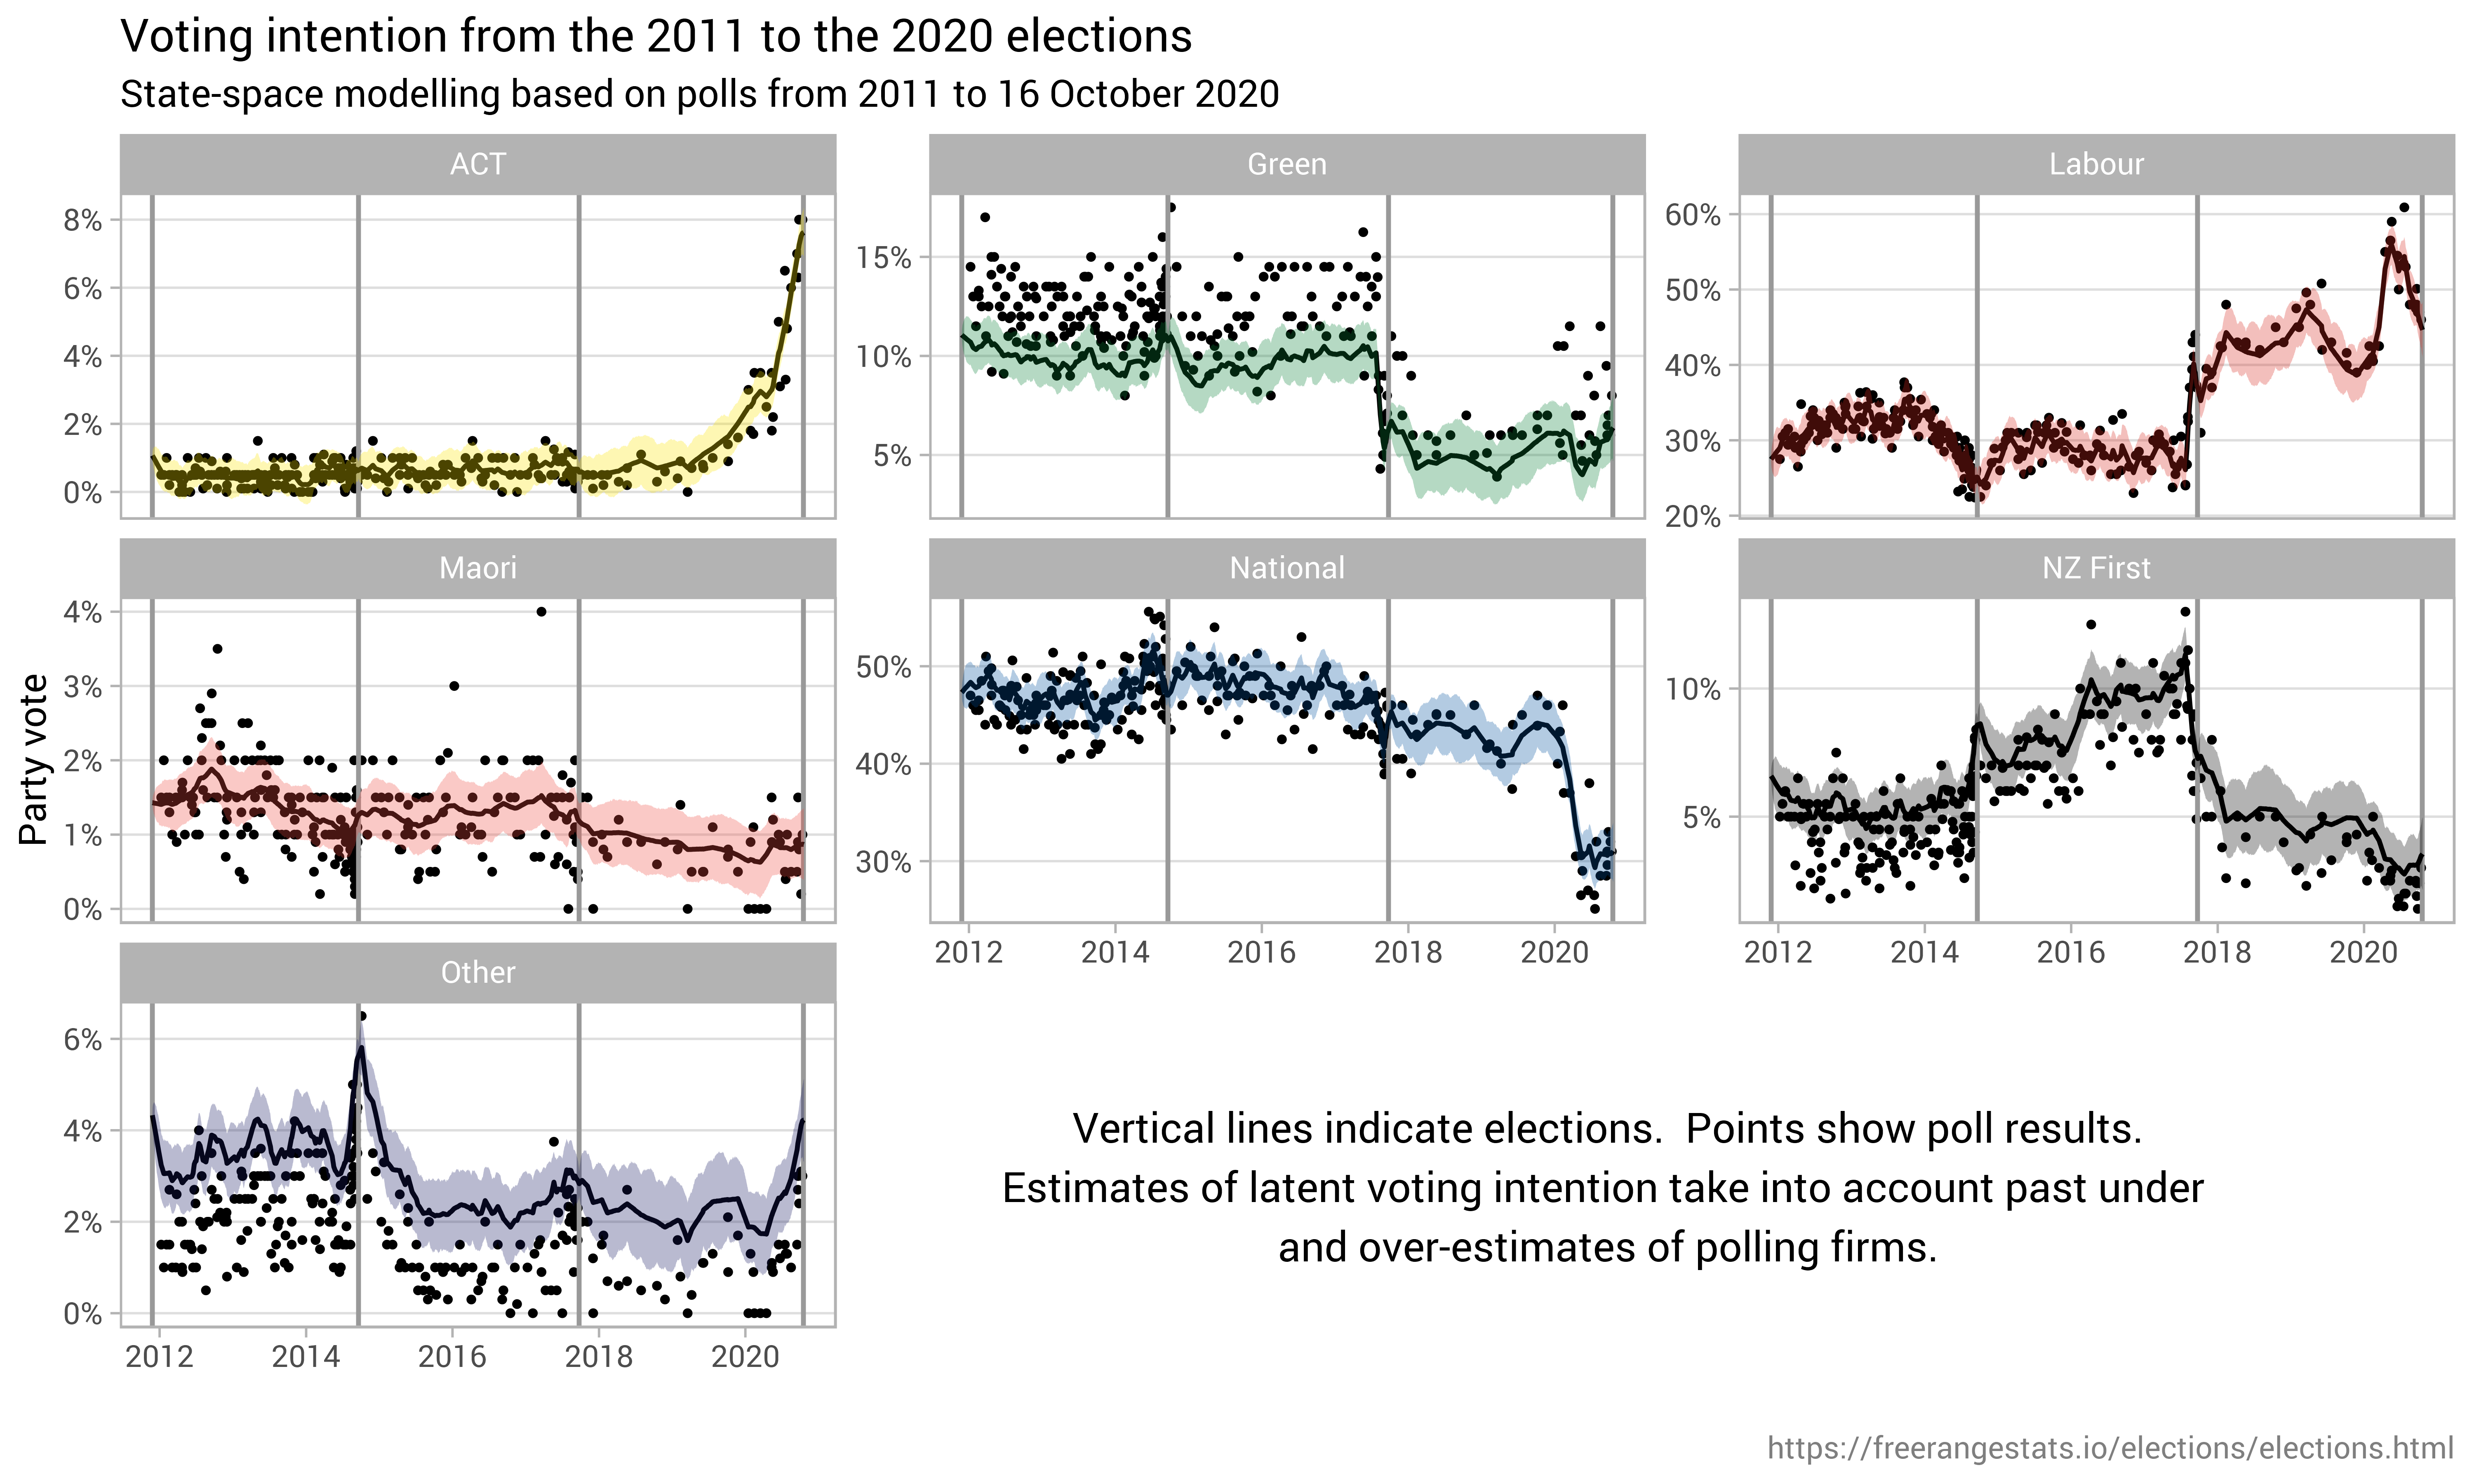 Voting intention from the 2011 to the 2020 elections
State-space modelling based on polls from 2011 to 16 October 2020
ACT
8%
6%
4%
2%
0%
Green
15%
10%
5%
Labour
60%
50%
40%
30%
20%
Party vote
Maori
4%
3%
2%
1%
0%
National
50%
40%
30%
2012 2014 2016 2018 2020
NZ First
10%
5%
2012 2014 2016 2018 2020
Other
6%
4%
2%
0%
2012 2014 2016 2018 2020
Vertical lines indicate elections.  Points show poll results.
Estimates of latent voting intention take into account past under
and over-estimates of polling firms.
https://freerangestats.io/elections/elections.html